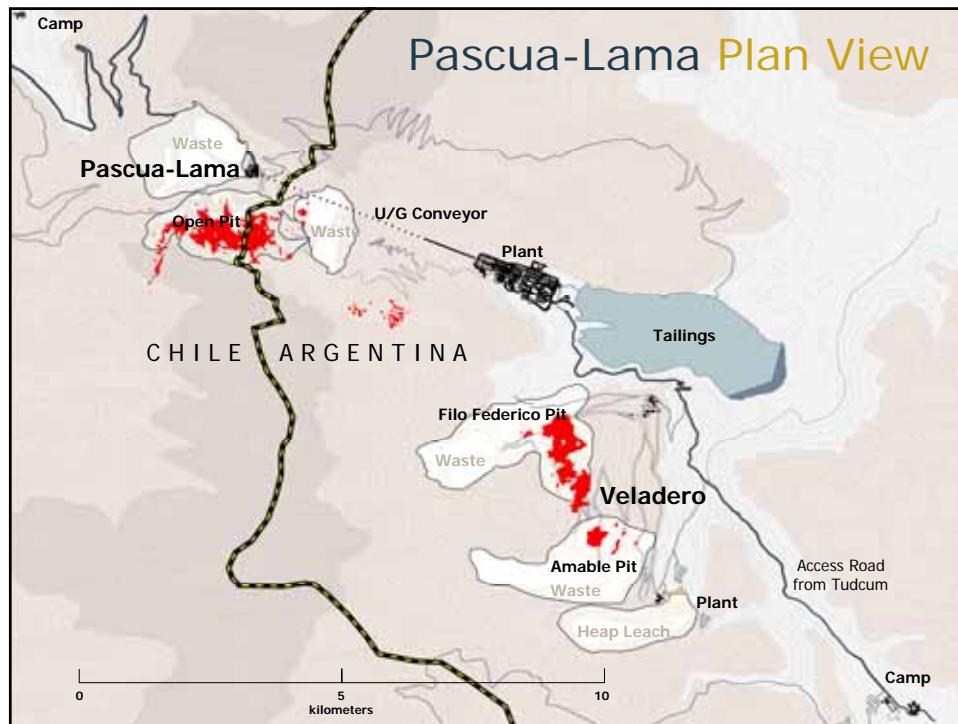 Camp
Pascua-Lama Plan View
Waste
Pascua-Lama
Open Pit
U/G Conveyor
Waste
Plant
Tailings
CHILE ARGENTINA
Filo Federico Pit
Waste
Veladero
Amable Pit
Waste
Access Road
from Tudcum
Plant
Heap Leach
Camp
0 5 10
kilometers